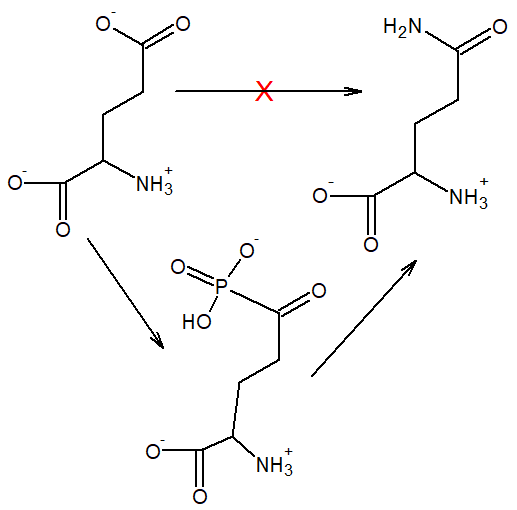 O⁻ O
H₂N O
X
O⁻ NH₃⁺
O
O⁻ NH₃⁺
O
O⁻
O P O
HO
O⁻ NH₃⁺
O